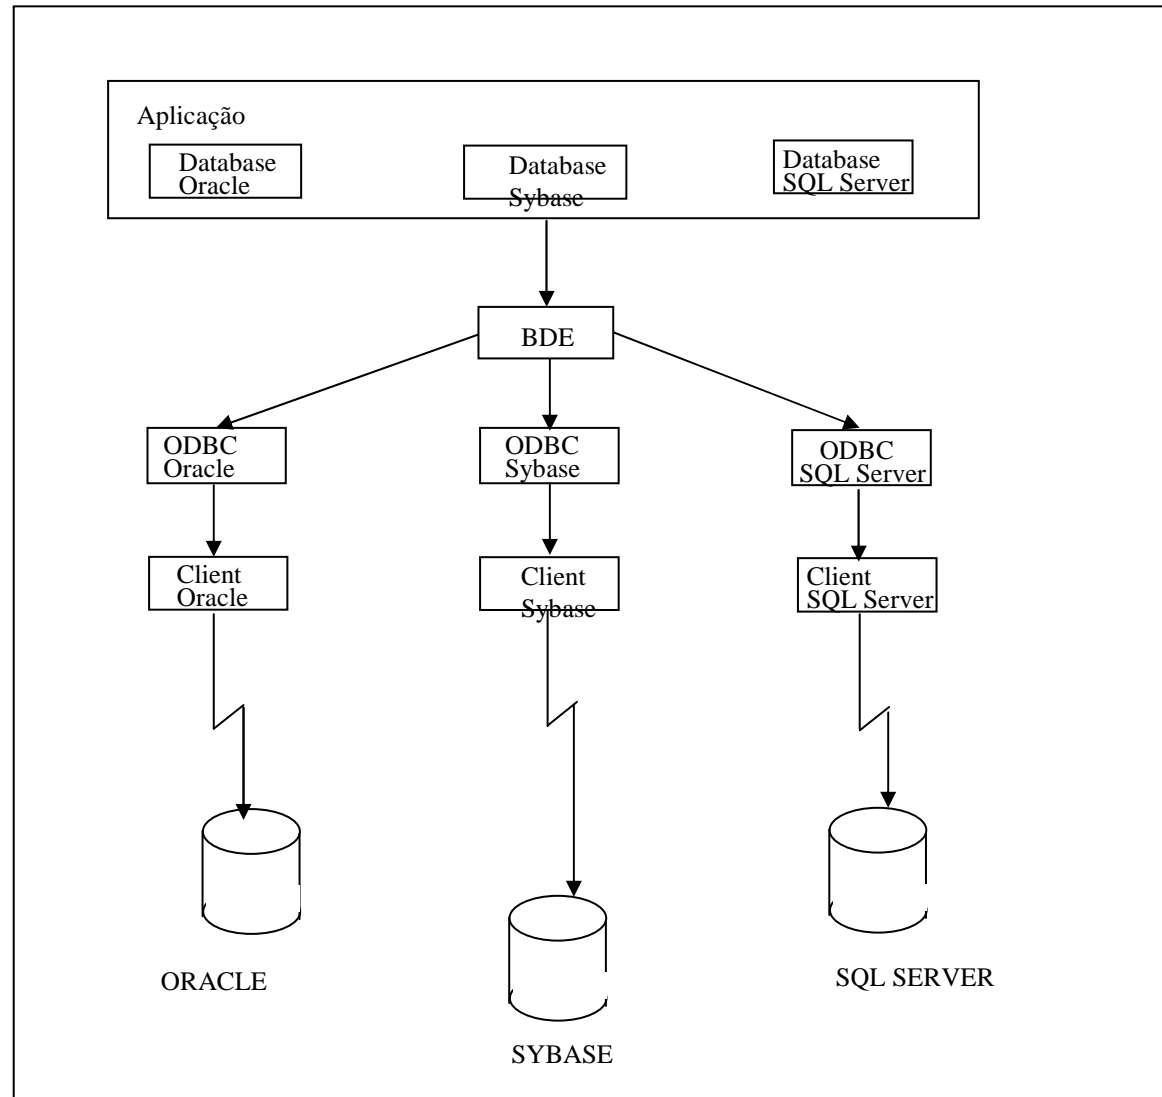 Aplicação
Database
Oracle
Database
Sybase
Database
SQL Server
BDE
ODBC
Oracle
ODBC
Sybase
ODBC
SQL Server
Client
Oracle
Client
Sybase
Client
SQL Server
ORACLE
SYBASE
SQL SERVER